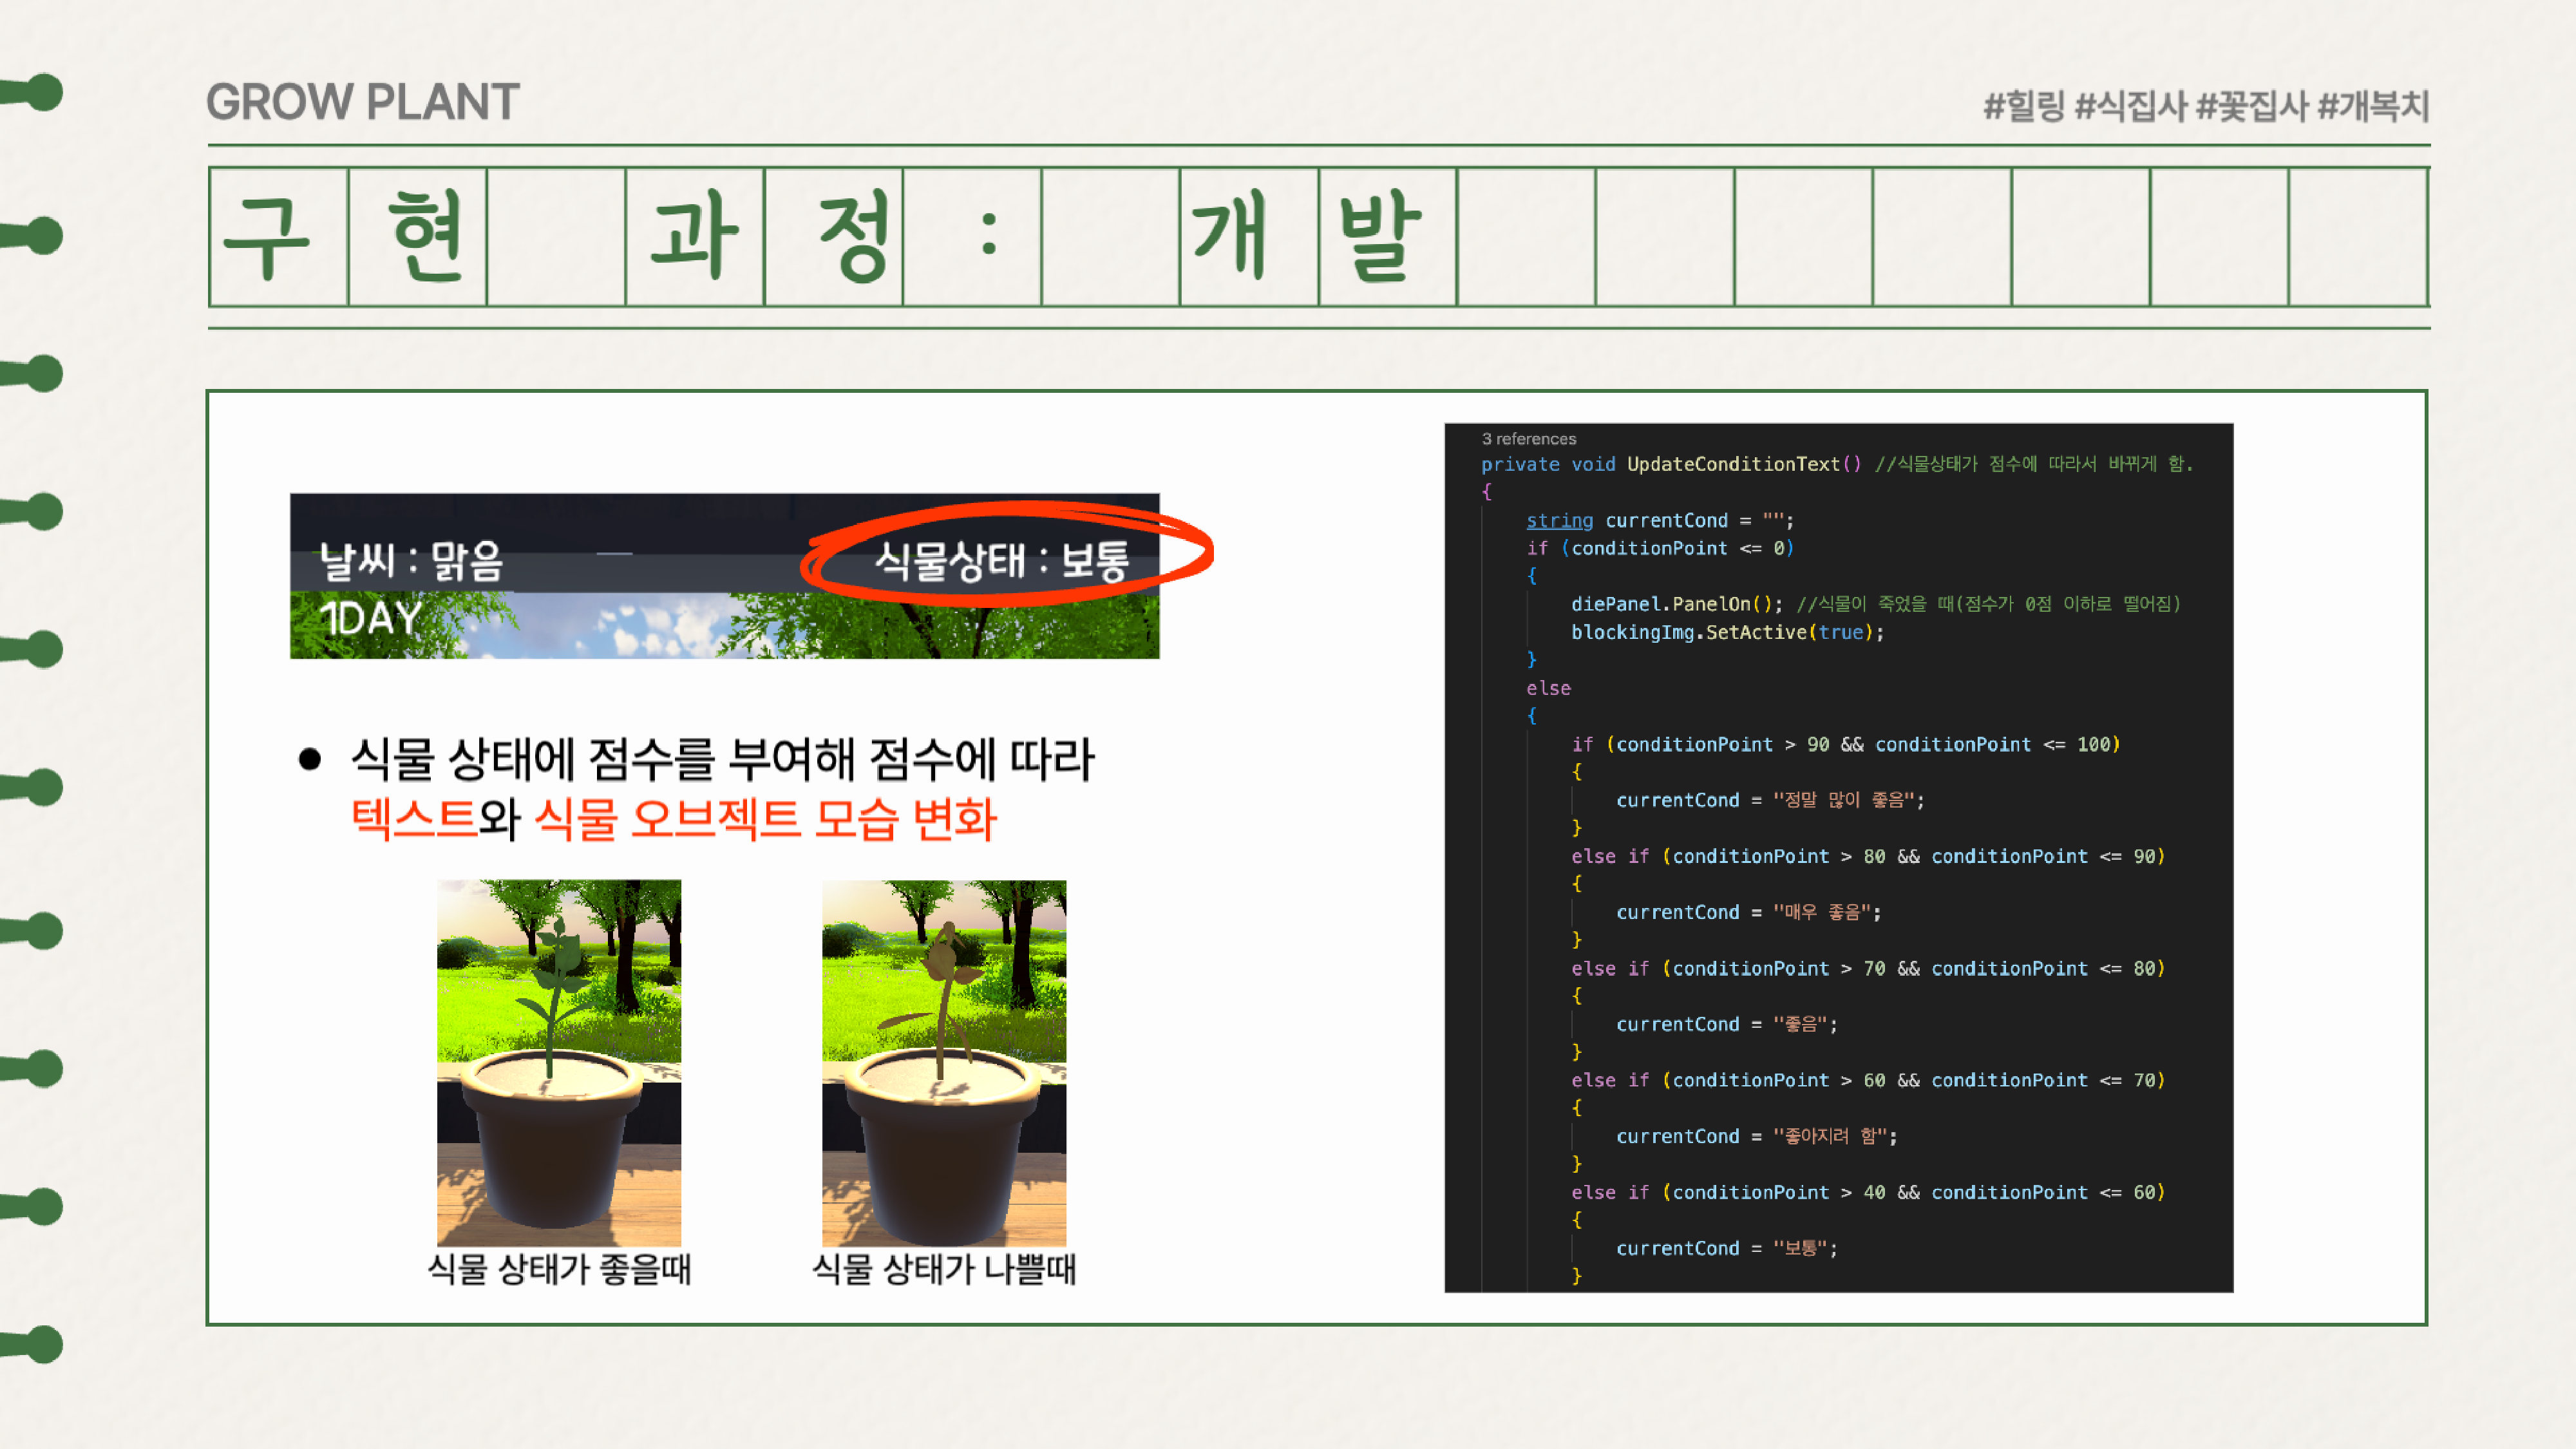 GROW PLANT
#힐링 #식집사 #꽃집사 #개복치
구현 과정 : 개발
날씨 : 맑음
식물상태 : 보통
1DAY
● 식물 상태에 점수를 부여해 점수에 따라
텍스트와 식물 오브젝트 모습 변화
식물 상태가 좋을때
식물 상태가 나쁠때
3 references
private void UpdateConditionText() //식물상태가 점수에 따라서 바뀌게 함.
{
string currentCond = "";
if (conditionPoint <= 0)
{
diePanel.PanelOn(); //식물이 죽었을 때(점수가 0점 이하로 떨어짐)
blockingImg.SetActive(true);
}
else
{
if (conditionPoint > 90 && conditionPoint <= 100)
{
currentCond = "정말 많이 좋음";
}
else if (conditionPoint > 80 && conditionPoint <= 90)
{
currentCond = "매우 좋음";
}
else if (conditionPoint > 70 && conditionPoint <= 80)
{
currentCond = "좋음";
}
else if (conditionPoint > 60 && conditionPoint <= 70)
{
currentCond = "좋아지려 함";
}
else if (conditionPoint > 40 && conditionPoint <= 60)
{
currentCond = "보통";
}